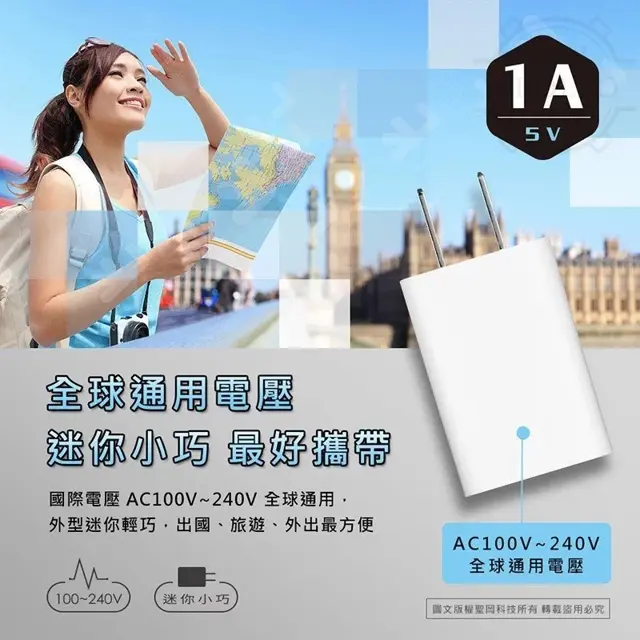 1A
5V
全球通用電壓
迷你小巧 最好攜帶
國際電壓 AC100V~240V 全球通用，
外型迷你輕巧，出國、旅遊、外出最方便
100~240V
迷你小巧
AC100V~240V
全球通用電壓
圖文版權聖岡科技所有 轉載盜用必究